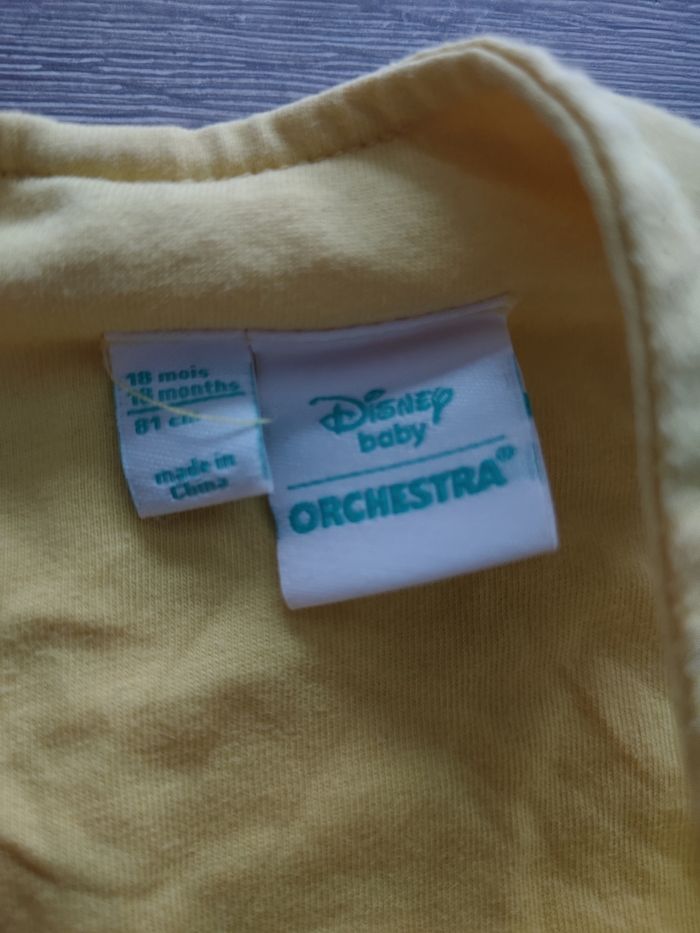 18 mois
18 months
81 cm
made in
China
Disney
baby
ORCHESTRA®